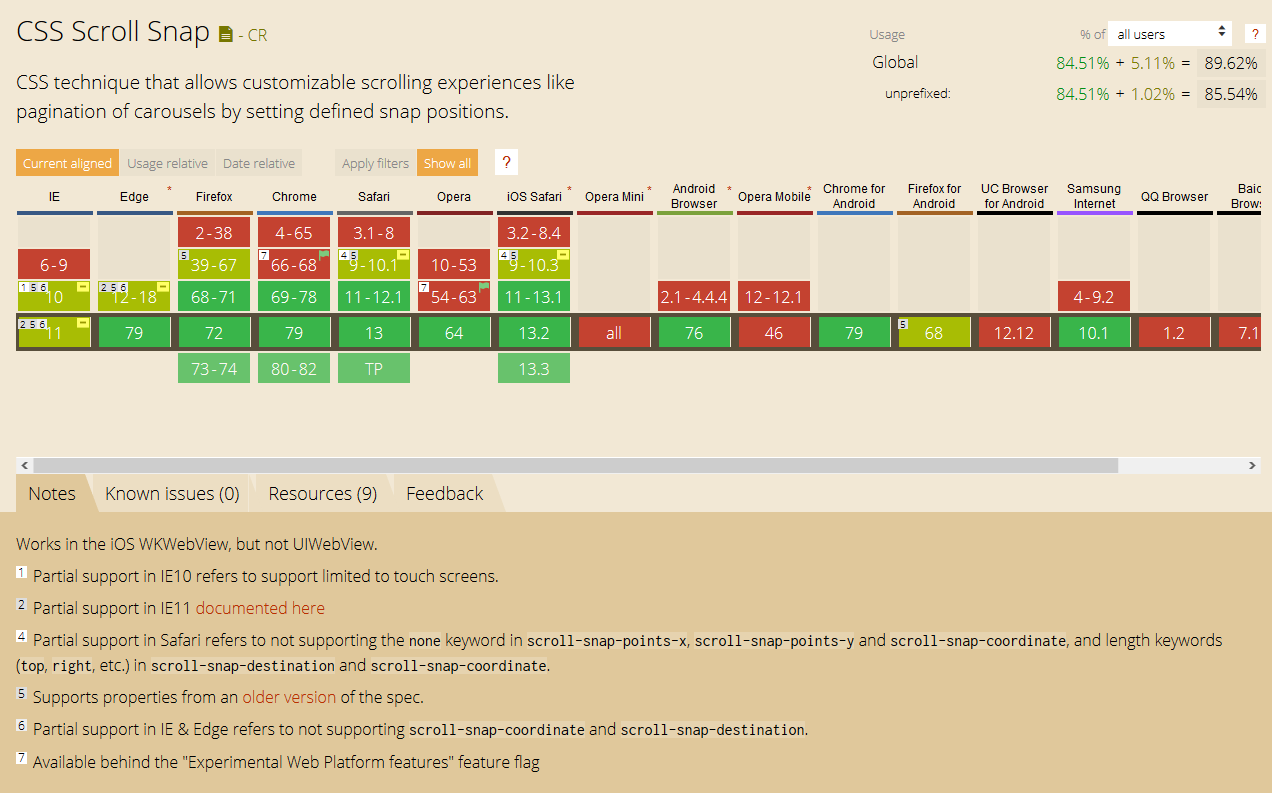 CSS Scroll Snap - CR
Usage % of all users ?
Global 84.51% + 5.11% = 89.62%
unprefixed: 84.51% + 1.02% = 85.54%
CSS technique that allows customizable scrolling experiences like
pagination of carousels by setting defined snap positions.
Current aligned Usage relative Date relative Apply filters Show all ?
IE Edge * Firefox Chrome Safari Opera iOS Safari * Opera Mini * Android Browser * Opera Mobile * Chrome for Android Firefox for Android UC Browser for Android Samsung Internet QQ Browser Baid Brows
2-38 4-65 3.1-8 3.2-8.4
6-9 5 39-67 7 66-68 4 5 9-10.1 10-53 4 5 9-10.3
1 5 6 10 2 5 6 12-18 68-71 69-78 11-12.1 7 54-63 11-13.1 2.1-4.4.4 12-12.1 4-9.2
2 5 6 11 79 72 79 13 64 13.2 all 76 46 79 5 68 12.12 10.1 1.2 7.1
73-74 80-82 TP 13.3
Notes Known issues (0) Resources (9) Feedback
Works in the iOS WKWebView, but not UIWebView.
1 Partial support in IE10 refers to support limited to touch screens.
2 Partial support in IE11 documented here
4 Partial support in Safari refers to not supporting the none keyword in scroll-snap-points-x, scroll-snap-points-y and scroll-snap-coordinate, and length keywords
(top, right, etc.) in scroll-snap-destination and scroll-snap-coordinate.
5 Supports properties from an older version of the spec.
6 Partial support in IE & Edge refers to not supporting scroll-snap-coordinate and scroll-snap-destination.
7 Available behind the "Experimental Web Platform features" feature flag